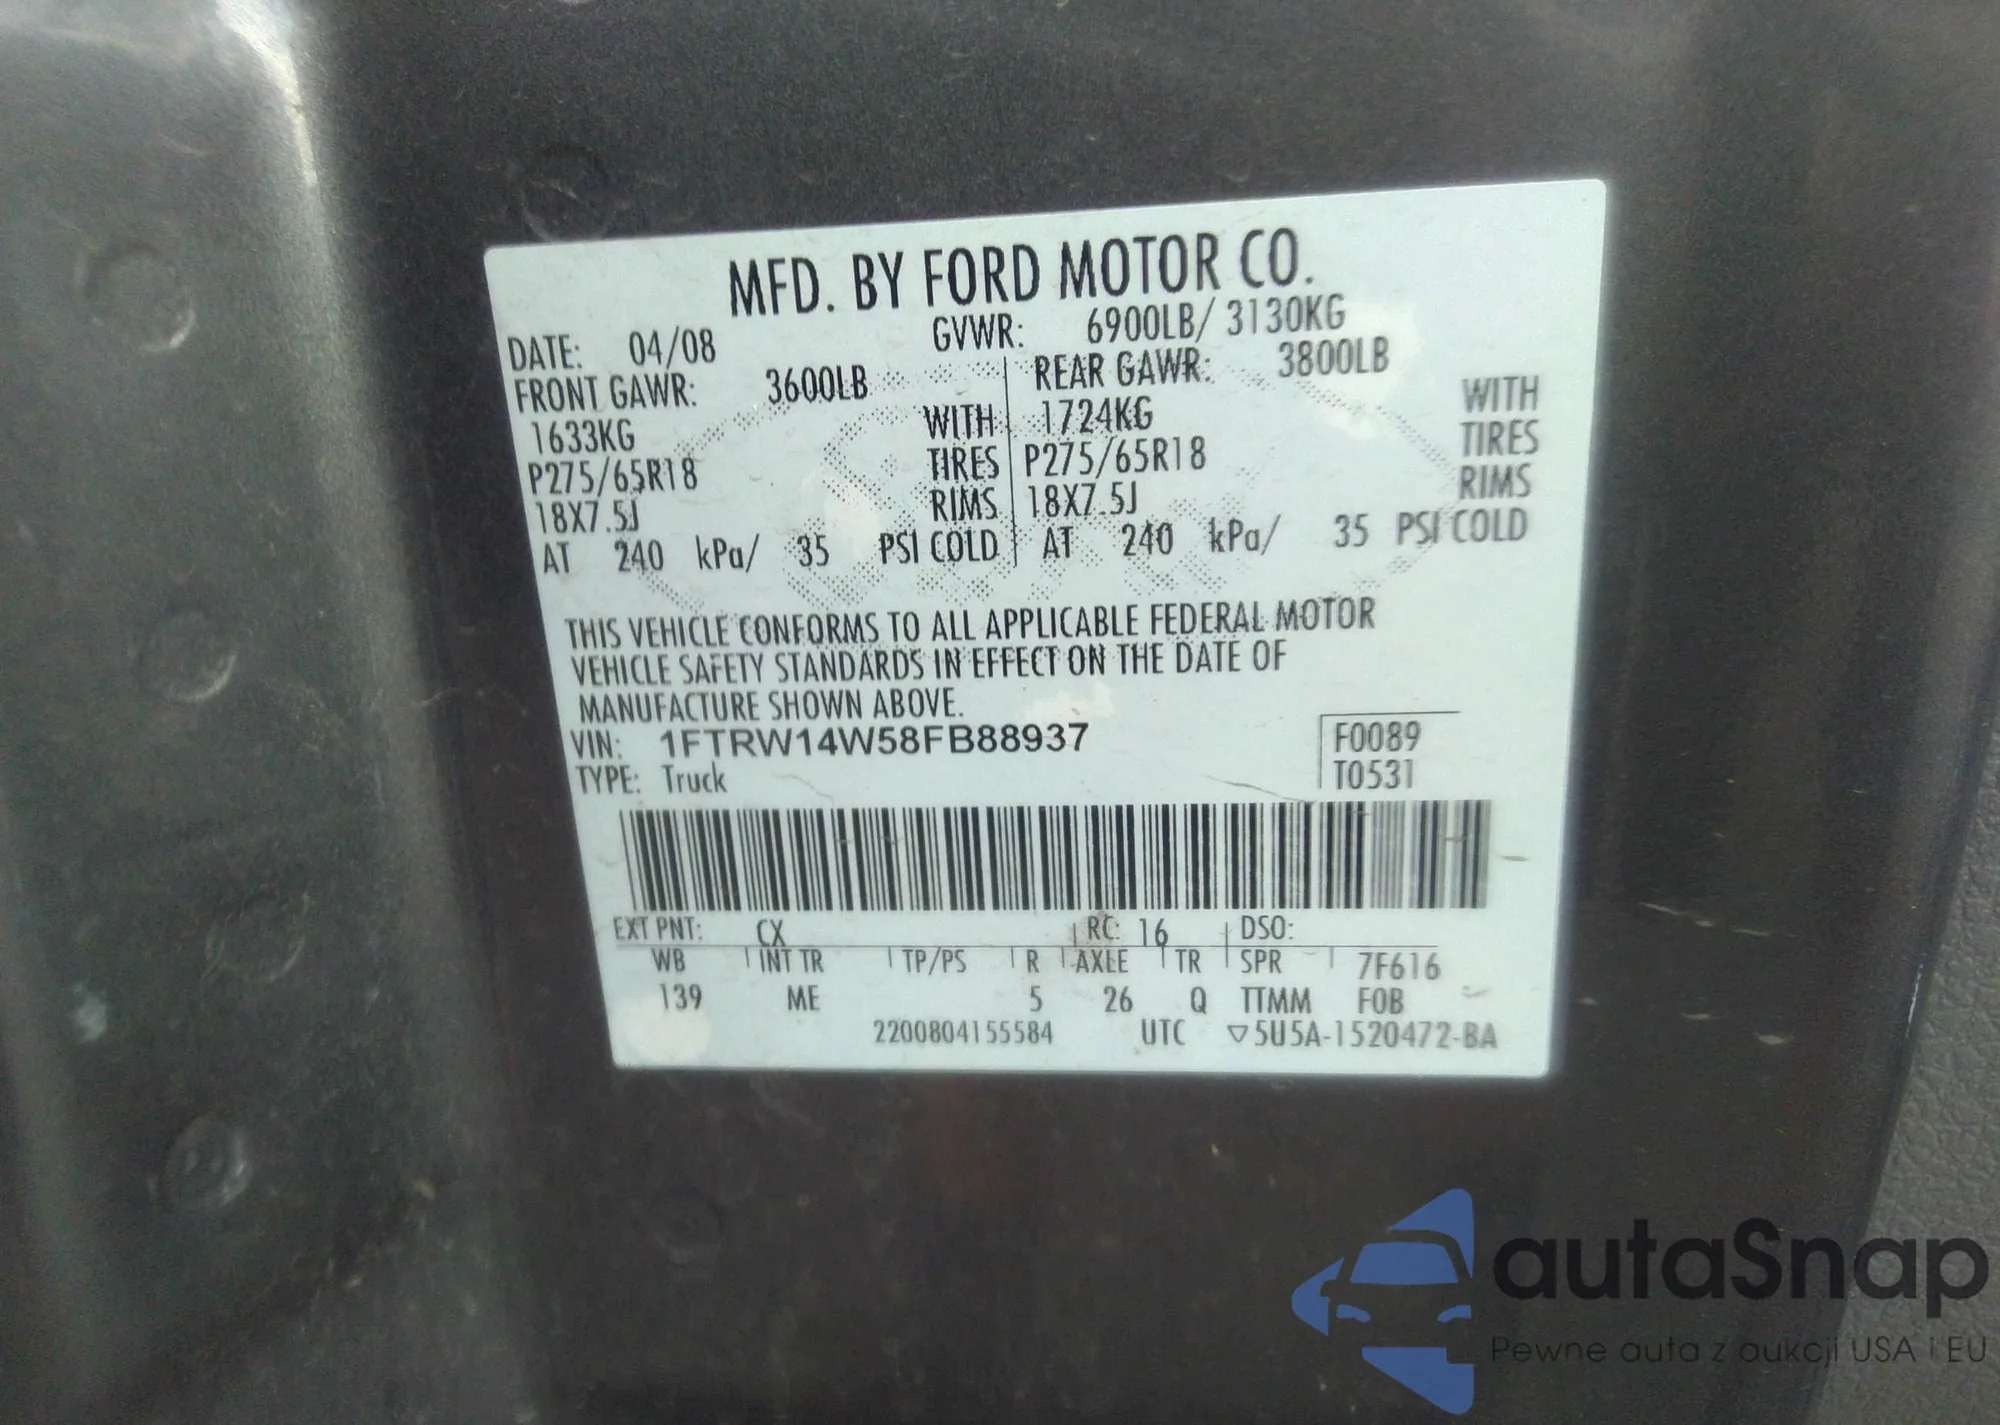 MFD. BY FORD MOTOR CO.
DATE: 04/08 GVWR: 6900LB/ 3130KG
FRONT GAWR: 3600LB REAR GAWR: 3800LB
1633KG WITH 1724KG WITH
P275/65R18 TIRES P275/65R18 TIRES
18X7.5J RIMS 18X7.5J RIMS
AT 240 kPa/ 35 PSI COLD AT 240 kPa/ 35 PSI COLD
THIS VEHICLE CONFORMS TO ALL APPLICABLE FEDERAL MOTOR
VEHICLE SAFETY STANDARDS IN EFFECT ON THE DATE OF
MANUFACTURE SHOWN ABOVE.
VIN: 1FTRW14W58FB88937 F0089
TYPE: Truck T0531
EXT PNT: CX RC: 16 DSO:
WB INT TR TP/PS R AXLE TR SPR 7F616
139 ME 5 26 Q TTMM FOB
2200804155584 UTC ▽5U5A-1520472-BA
autaSnap
Pewne auta z aukcji USA i EU